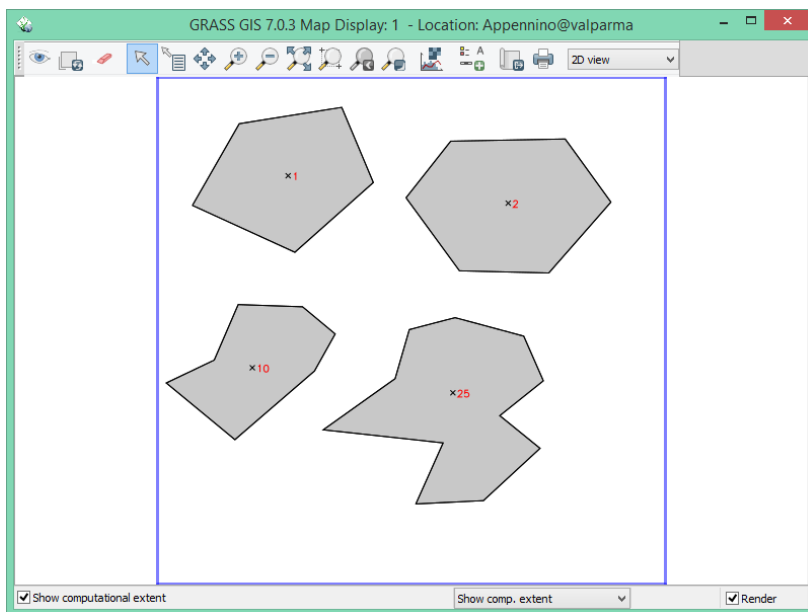 GRASS GIS 7.0.3 Map Display: 1 - Location: Appennino@valparma
2D view
×1
×2
×10
×25
Show computational extent
Show comp. extent
Render